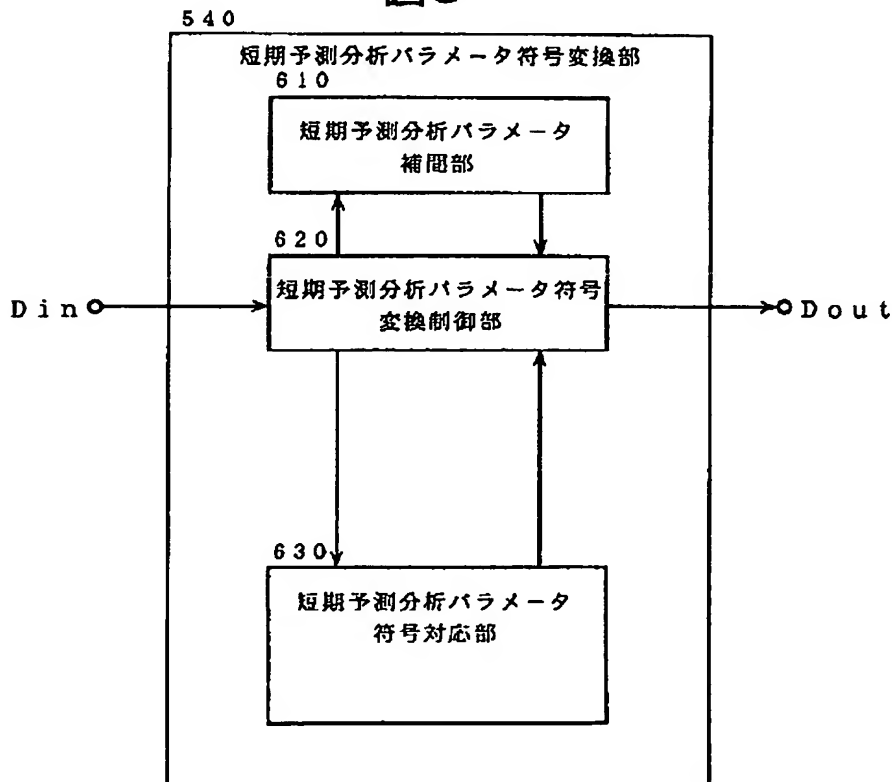 540
短期予測分析パラメータ符号変換部
610
短期予測分析パラメータ
補間部
620
短期予測分析パラメータ符号
変換制御部
Din
Dout
630
短期予測分析パラメータ
符号対応部